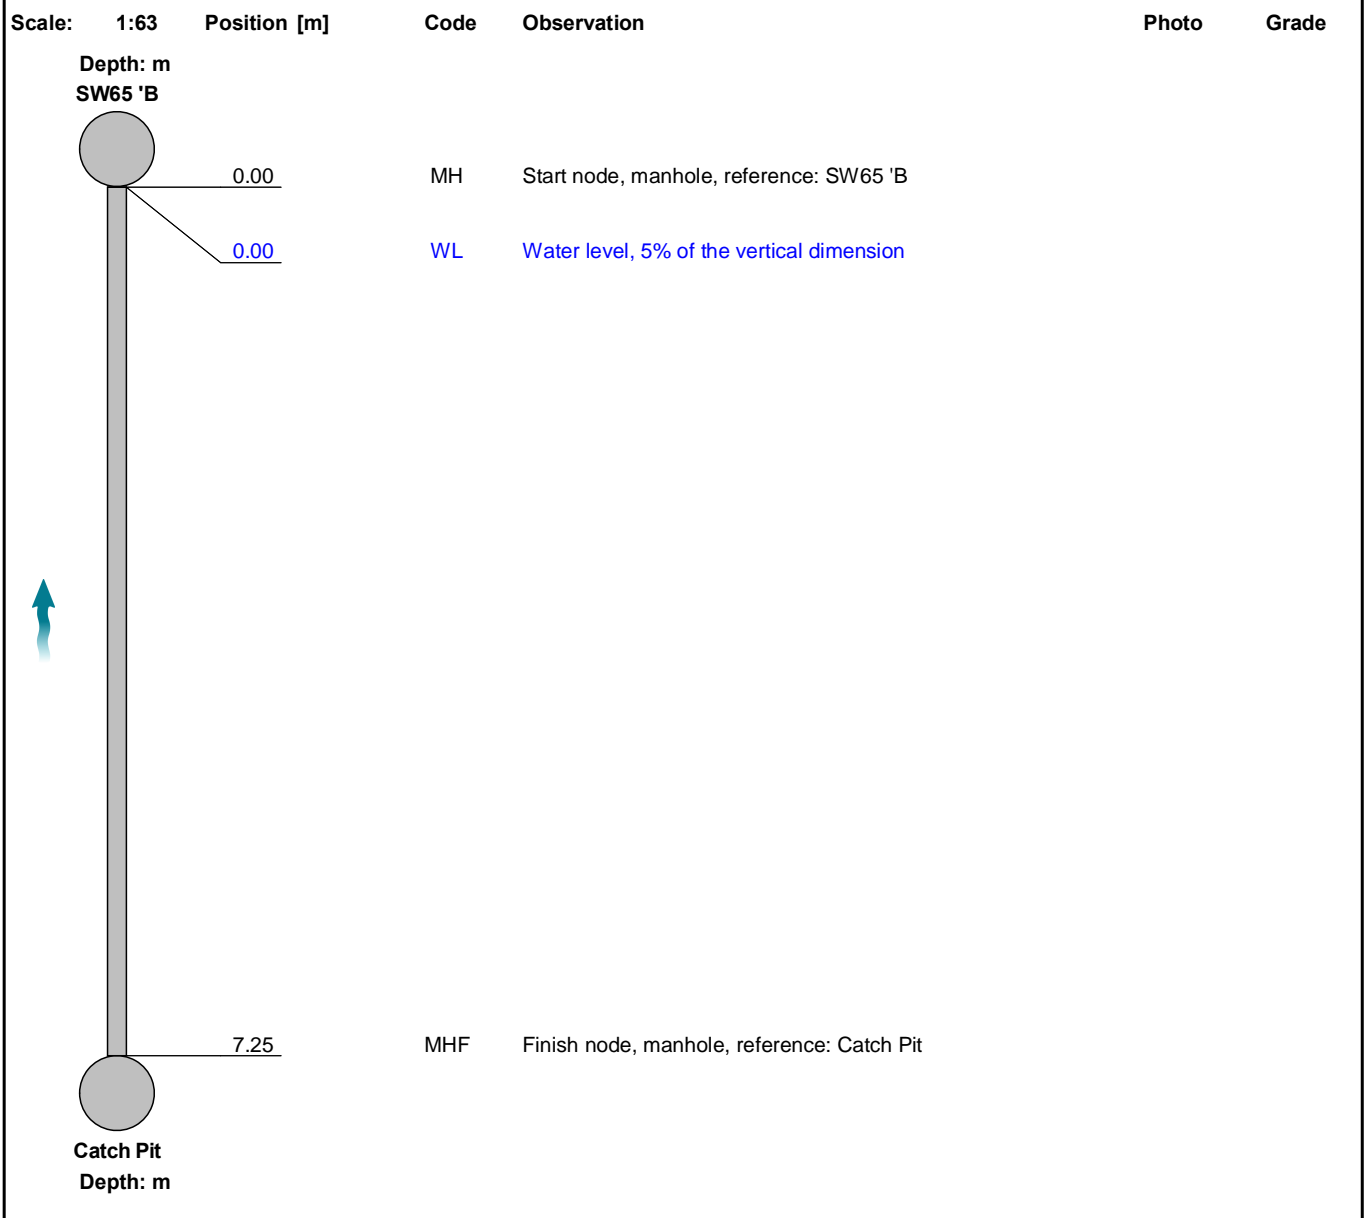 Scale: 1:63 Position [m] Code Observation Photo Grade
Depth: m
SW65 'B
0.00 MH Start node, manhole, reference: SW65 'B
0.00 WL Water level, 5% of the vertical dimension
7.25 MHF Finish node, manhole, reference: Catch Pit
Catch Pit
Depth: m